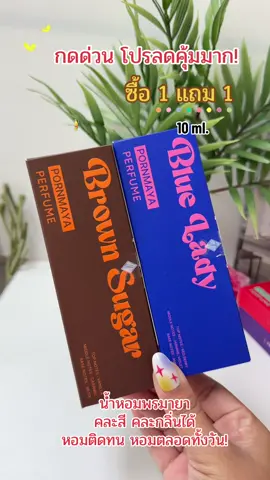 กดด่วน โปรลดคุ้มมาก!
ซื้อ 1 แถม 1
10 ml.
PORNMAYA
PERFUME
Brown Sugar
PORNMAYA
PERFUME
Blue Lady
น้ำหอมพรมายา
คละสี คละกลิ่นได้
หอมติดทน หอมตลอดทั้งวัน!